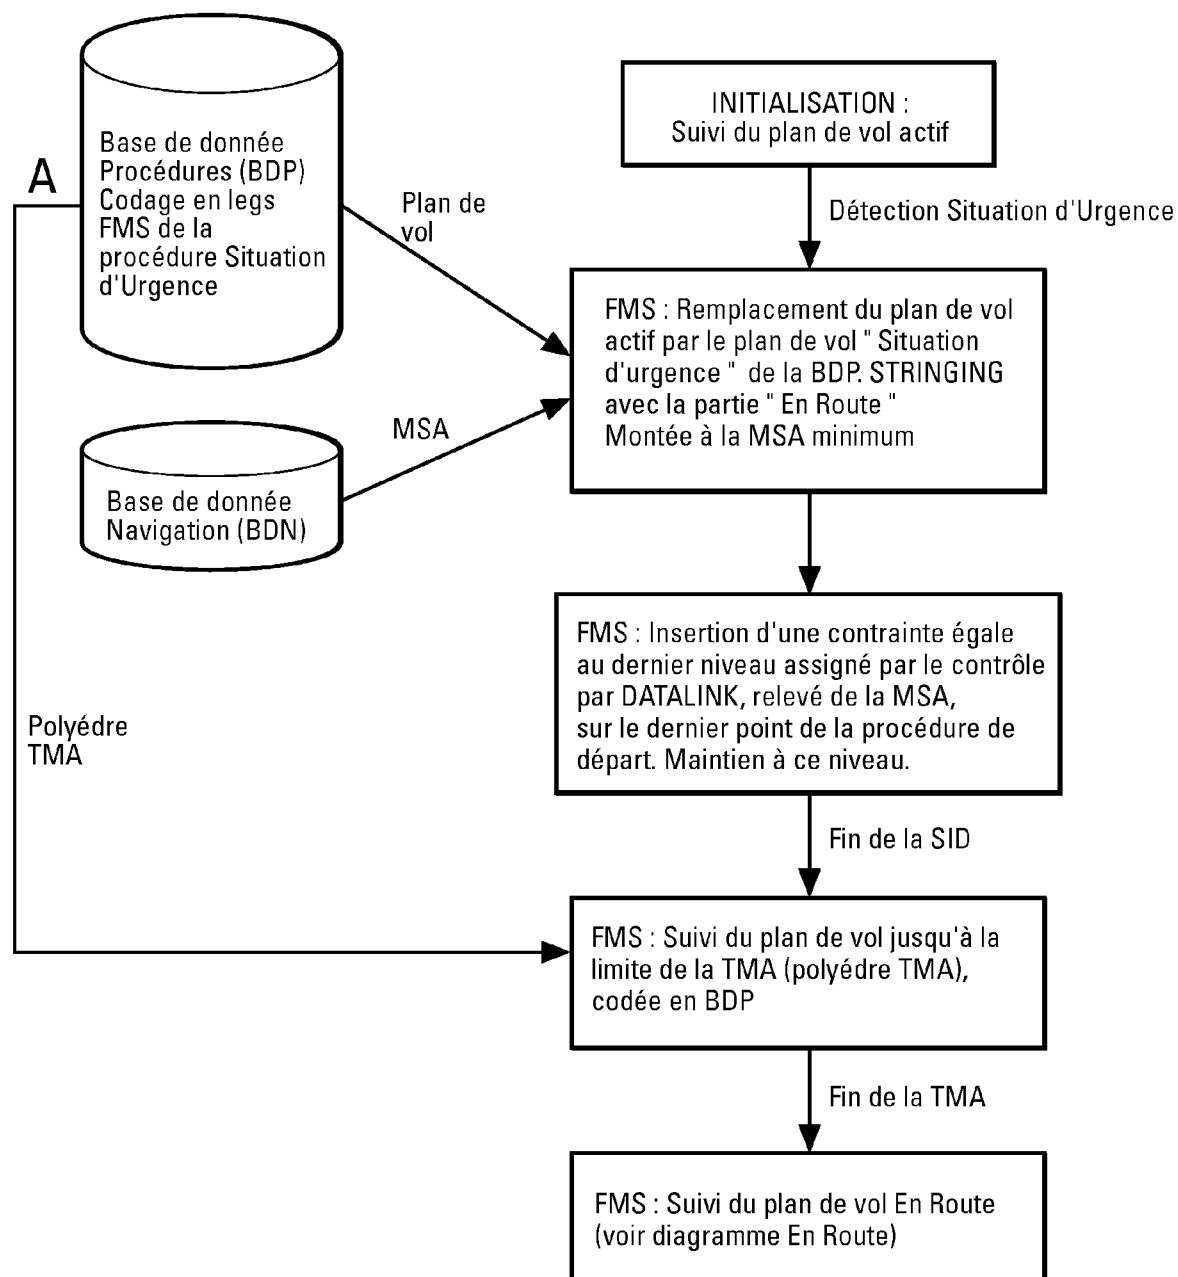 INITIALISATION :
Suivi du plan de vol actif
Base de donnée
Procédures (BDP)
Codage en legs
FMS de la
procédure Situation
d'Urgence
A
Plan de
vol
Détection Situation d'Urgence
FMS : Remplacement du plan de vol
actif par le plan de vol " Situation
d'urgence " de la BDP. STRINGING
avec la partie " En Route "
Montée à la MSA minimum
MSA
Base de donnée
Navigation (BDN)
FMS : Insertion d'une contrainte égale
au dernier niveau assigné par le contrôle
par DATALINK, relevé de la MSA,
sur le dernier point de la procédure de
départ. Maintien à ce niveau.
Polyédre
TMA
Fin de la SID
FMS : Suivi du plan de vol jusqu'à la
limite de la TMA (polyédre TMA),
codée en BDP
Fin de la TMA
FMS : Suivi du plan de vol En Route
(voir diagramme En Route)